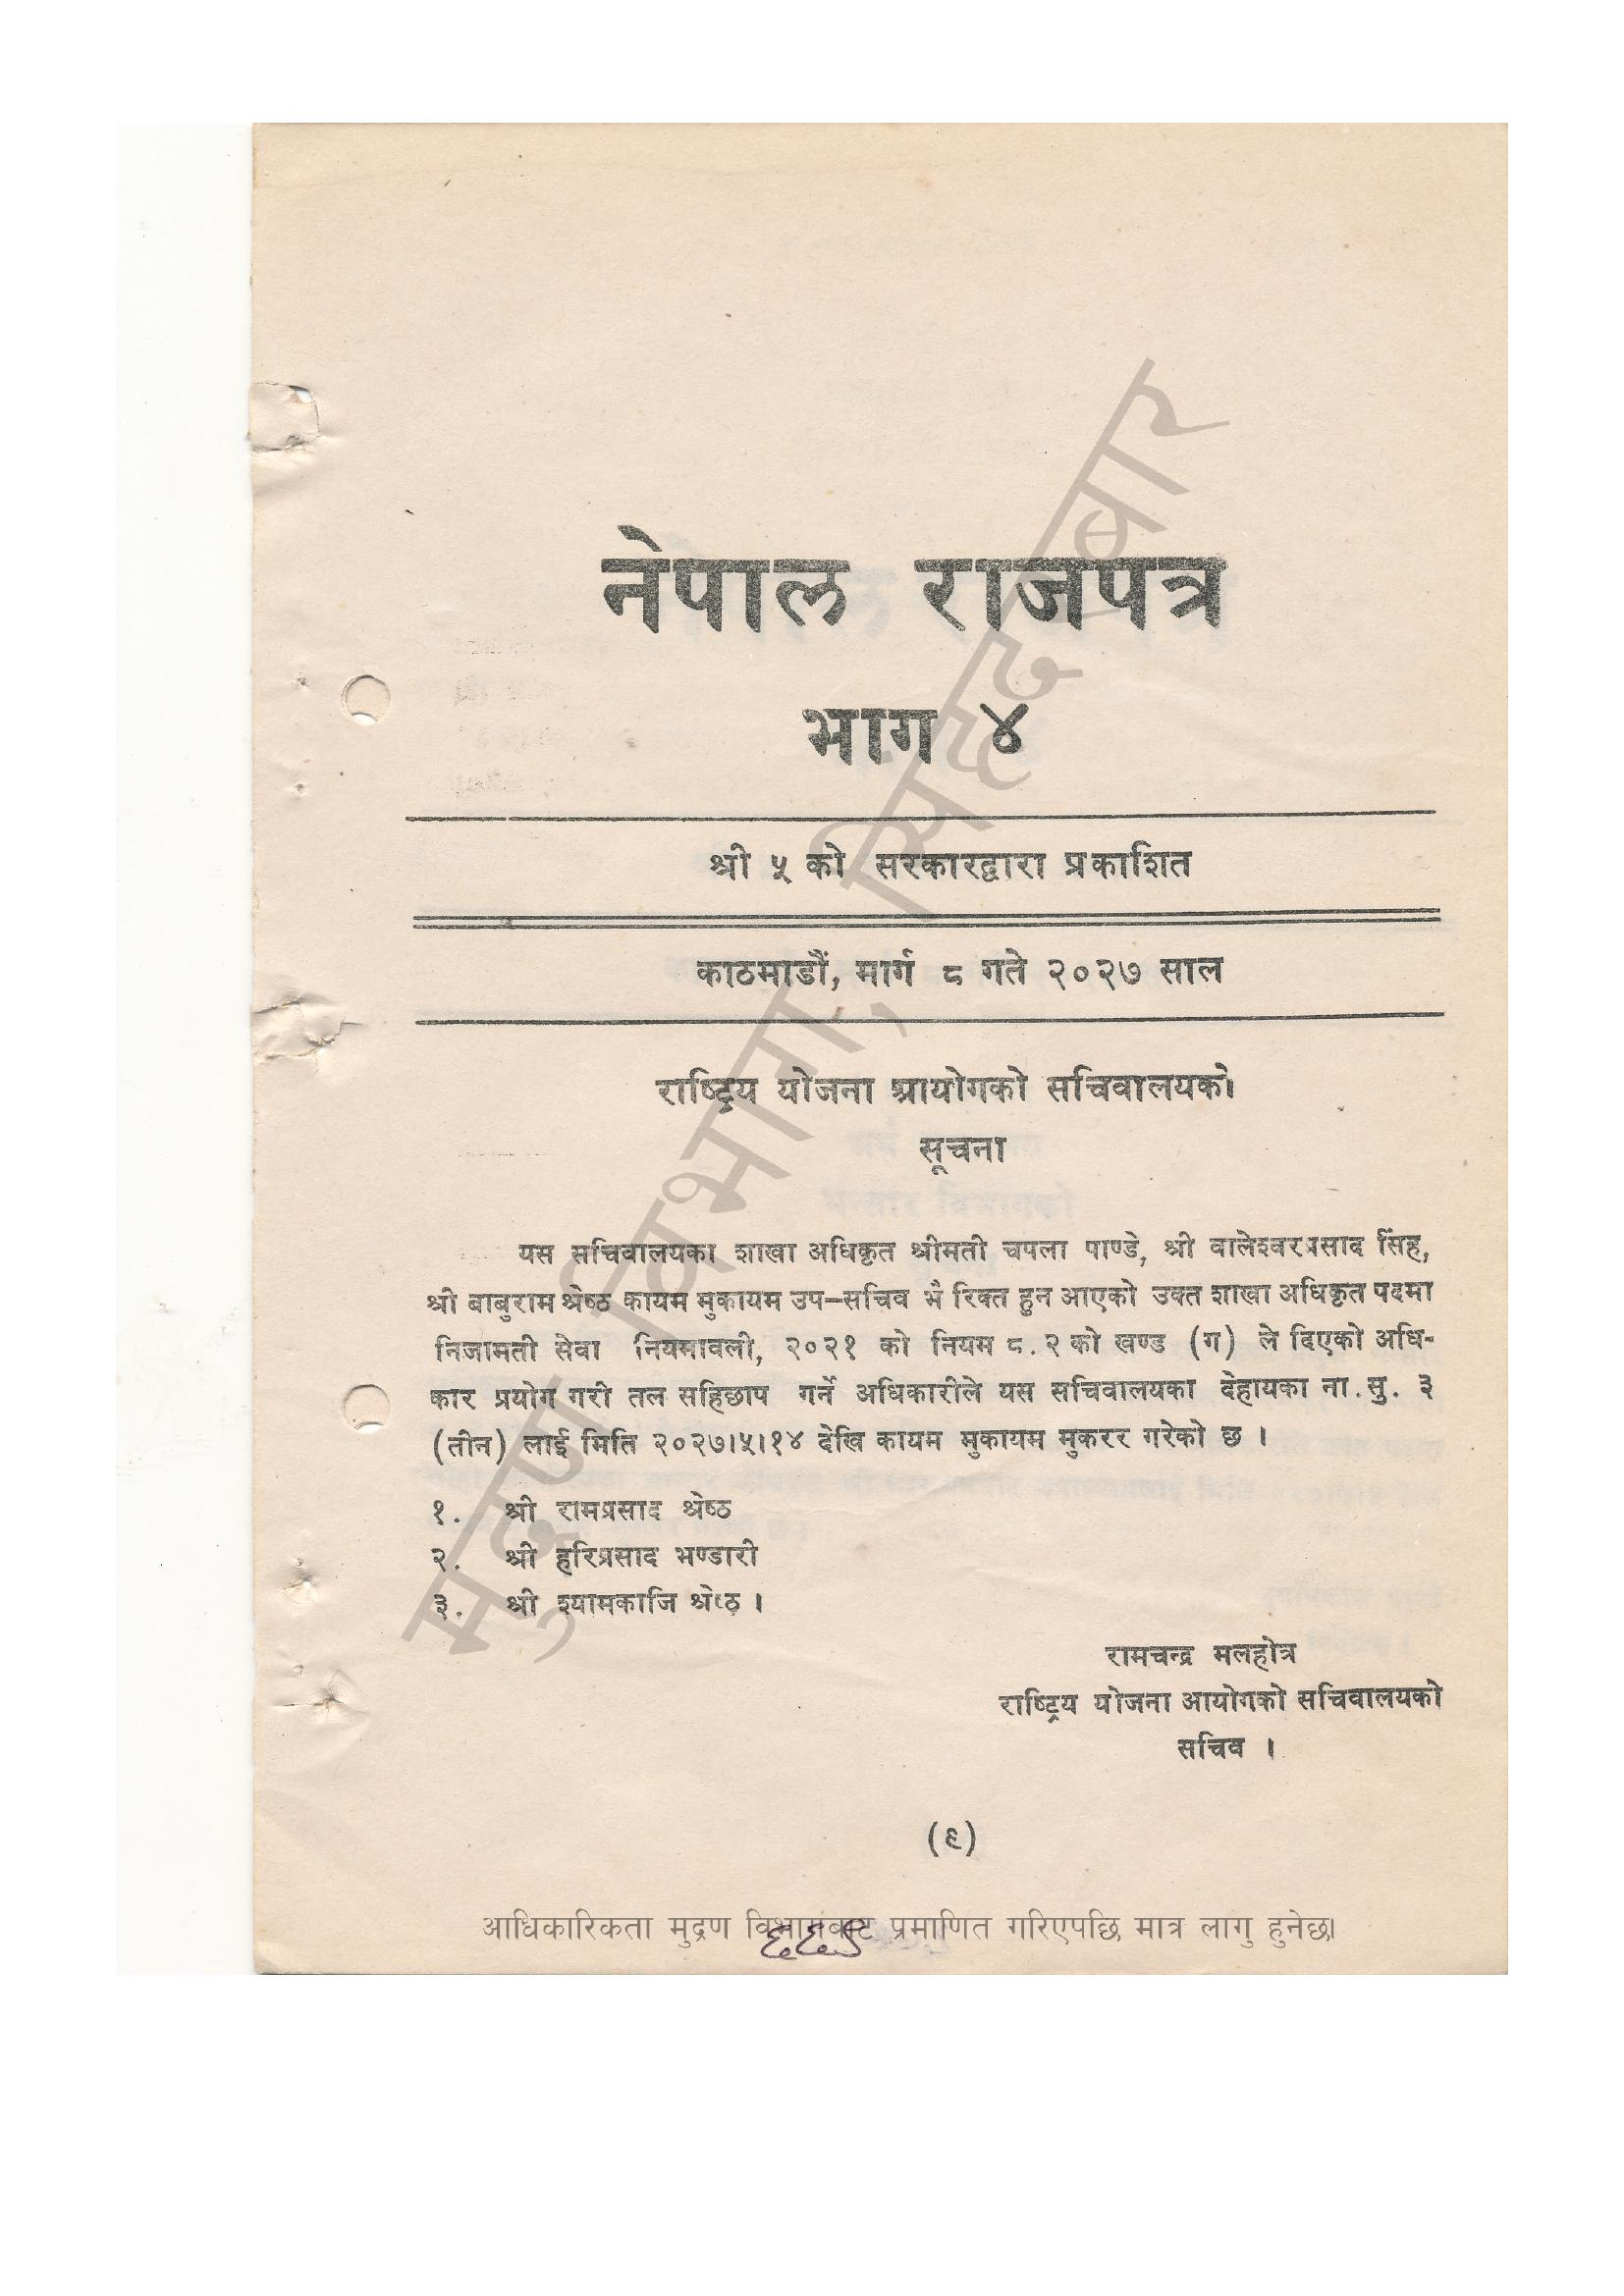 नेपाल राजपत्र
भाग ४
श्री ५ को सरकारद्वारा प्रकाशित
काठमाडौं, मार्ग ८ गते २०२७ साल
राष्ट्रिय योजना आयोगको सचिवालयको
सूचना
यस सचिवालयका शाखा अधिकृत श्रीमती चपला पाण्डे, श्री वालेश्वरप्रसाद सिंह,
श्री बाबुराम श्रेष्ठ कायम मुकायम उप–सचिव भै रिक्त हुन आएको उक्त शाखा अधिकृत पदमा
निजामती सेवा नियमावली, २०२१ को नियम ८.२ को खण्ड (ग) ले दिएको अधि-
कार प्रयोग गरी तल सहिछाप गर्ने अधिकारीले यस सचिवालयका देहायका ना.सु. ३
(तीन) लाई मिति २०२७।५।१४ देखि कायम मुकायम मुकरर गरेको छ ।
१. श्री रामप्रसाद श्रेष्ठ
२. श्री हरिप्रसाद भण्डारी
३. श्री श्यामकाजि श्रेष्ठ ।
रामचन्द्र मलहोत्र
राष्ट्रिय योजना आयोगको सचिवालयको
सचिव ।
(९)
आधिकारिकता मुद्रण विभागबाट प्रमाणित गरिएपछि मात्र लागु हुनेछ।
मुद्रण विभाग, सिंहदरवार